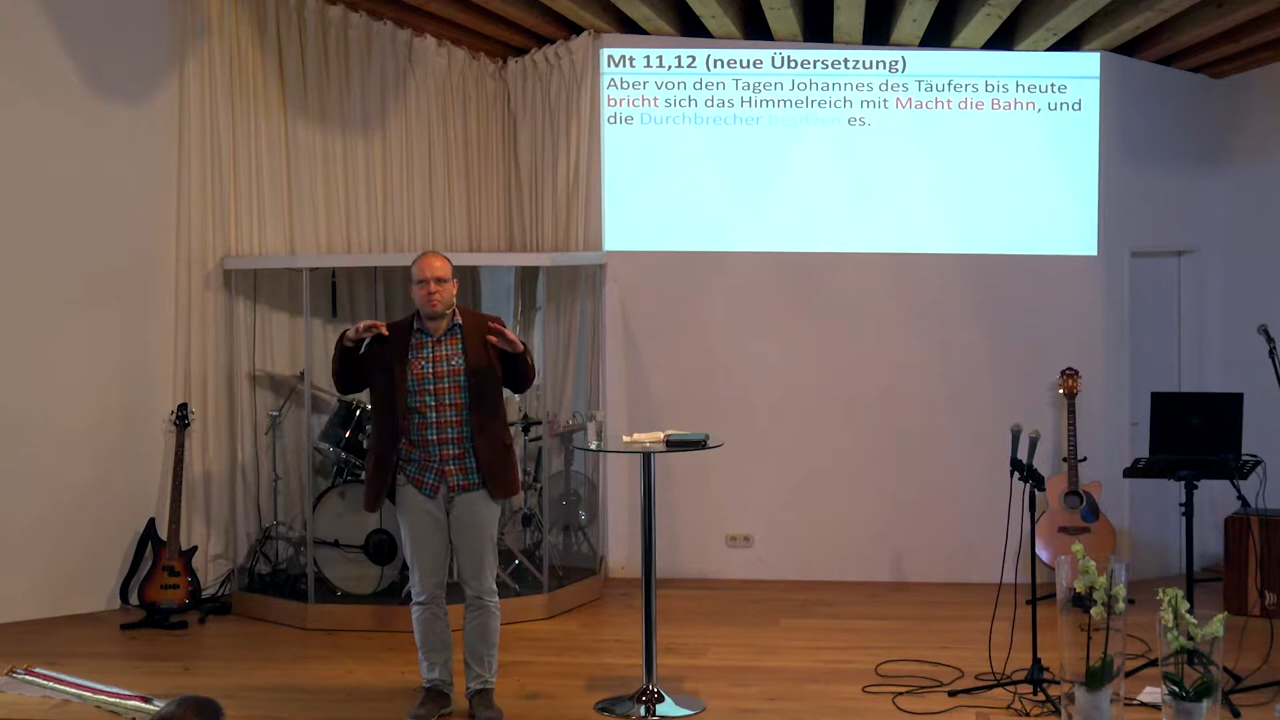 Mt 11,12 (neue Übersetzung)
Aber von den Tagen Johannes des Täufers bis heute
bricht sich das Himmelreich mit Macht die Bahn, und
die Durchbrecher besitzen es.